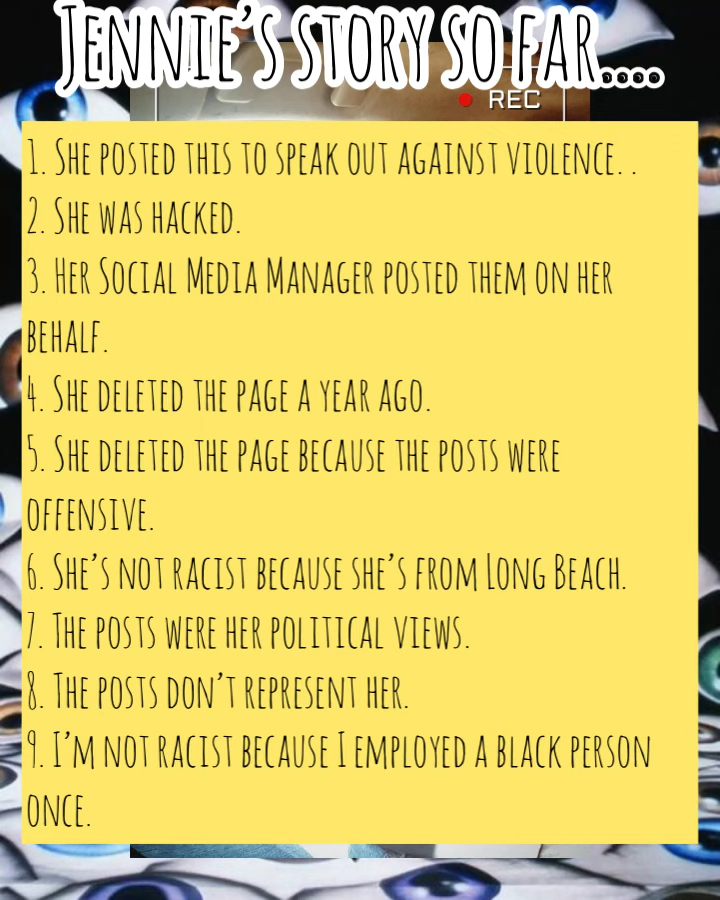 Jennie's story so far....
REC
1. She posted this to speak out against violence. .
2. She was hacked.
3. Her Social Media Manager posted them on her
behalf.
4. She deleted the page a year ago.
5. She deleted the page because the posts were
offensive.
6. She's not racist because she's from Long Beach.
7. The posts were her political views.
8. The posts don't represent her.
9. I'm not racist because I employed a black person
once.